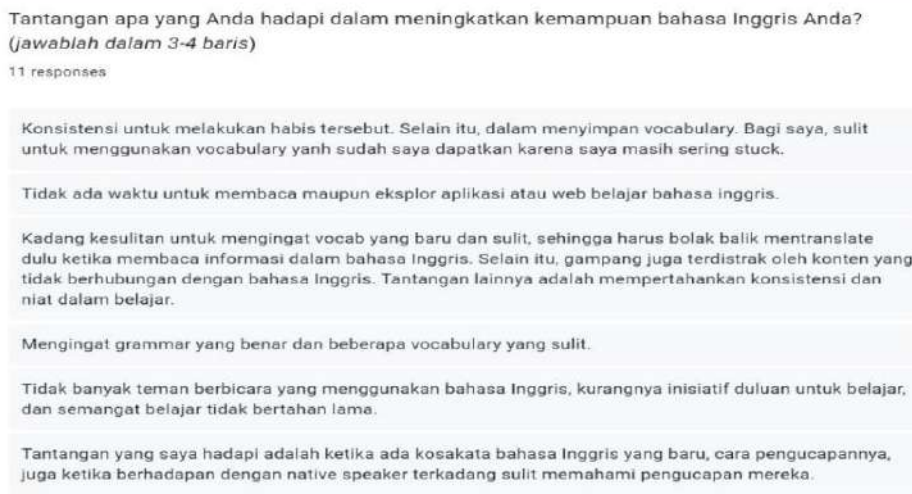 Tantangan apa yang Anda hadapi dalam meningkatkan kemampuan bahasa Inggris Anda?
(jawablah dalam 3-4 baris)
11 responses
Konsistensi untuk melakukan habis tersebut. Selain itu, dalam menyimpan vocabulary. Bagi saya, sulit
untuk menggunakan vocabulary yanh sudah saya dapatkan karena saya masih sering stuck.
Tidak ada waktu untuk membaca maupun eksplor aplikasi atau web belajar bahasa inggris.
Kadang kesulitan untuk mengingat vocab yang baru dan sulit, sehingga harus bolak balik mentranslate
dulu ketika membaca informasi dalam bahasa Inggris. Selain itu, gampang juga terdistrak oleh konten yang
tidak berhubungan dengan bahasa Inggris. Tantangan lainnya adalah mempertahankan konsistensi dan
niat dalam belajar.
Mengingat grammar yang benar dan beberapa vocabulary yang sulit.
Tidak banyak teman berbicara yang menggunakan bahasa Inggris, kurangnya inisiatif duluan untuk belajar,
dan semangat belajar tidak bertahan lama.
Tantangan yang saya hadapi adalah ketika ada kosakata bahasa Inggris yang baru, cara pengucapannya,
juga ketika berhadapan dengan native speaker terkadang sulit memahami pengucapan mereka.